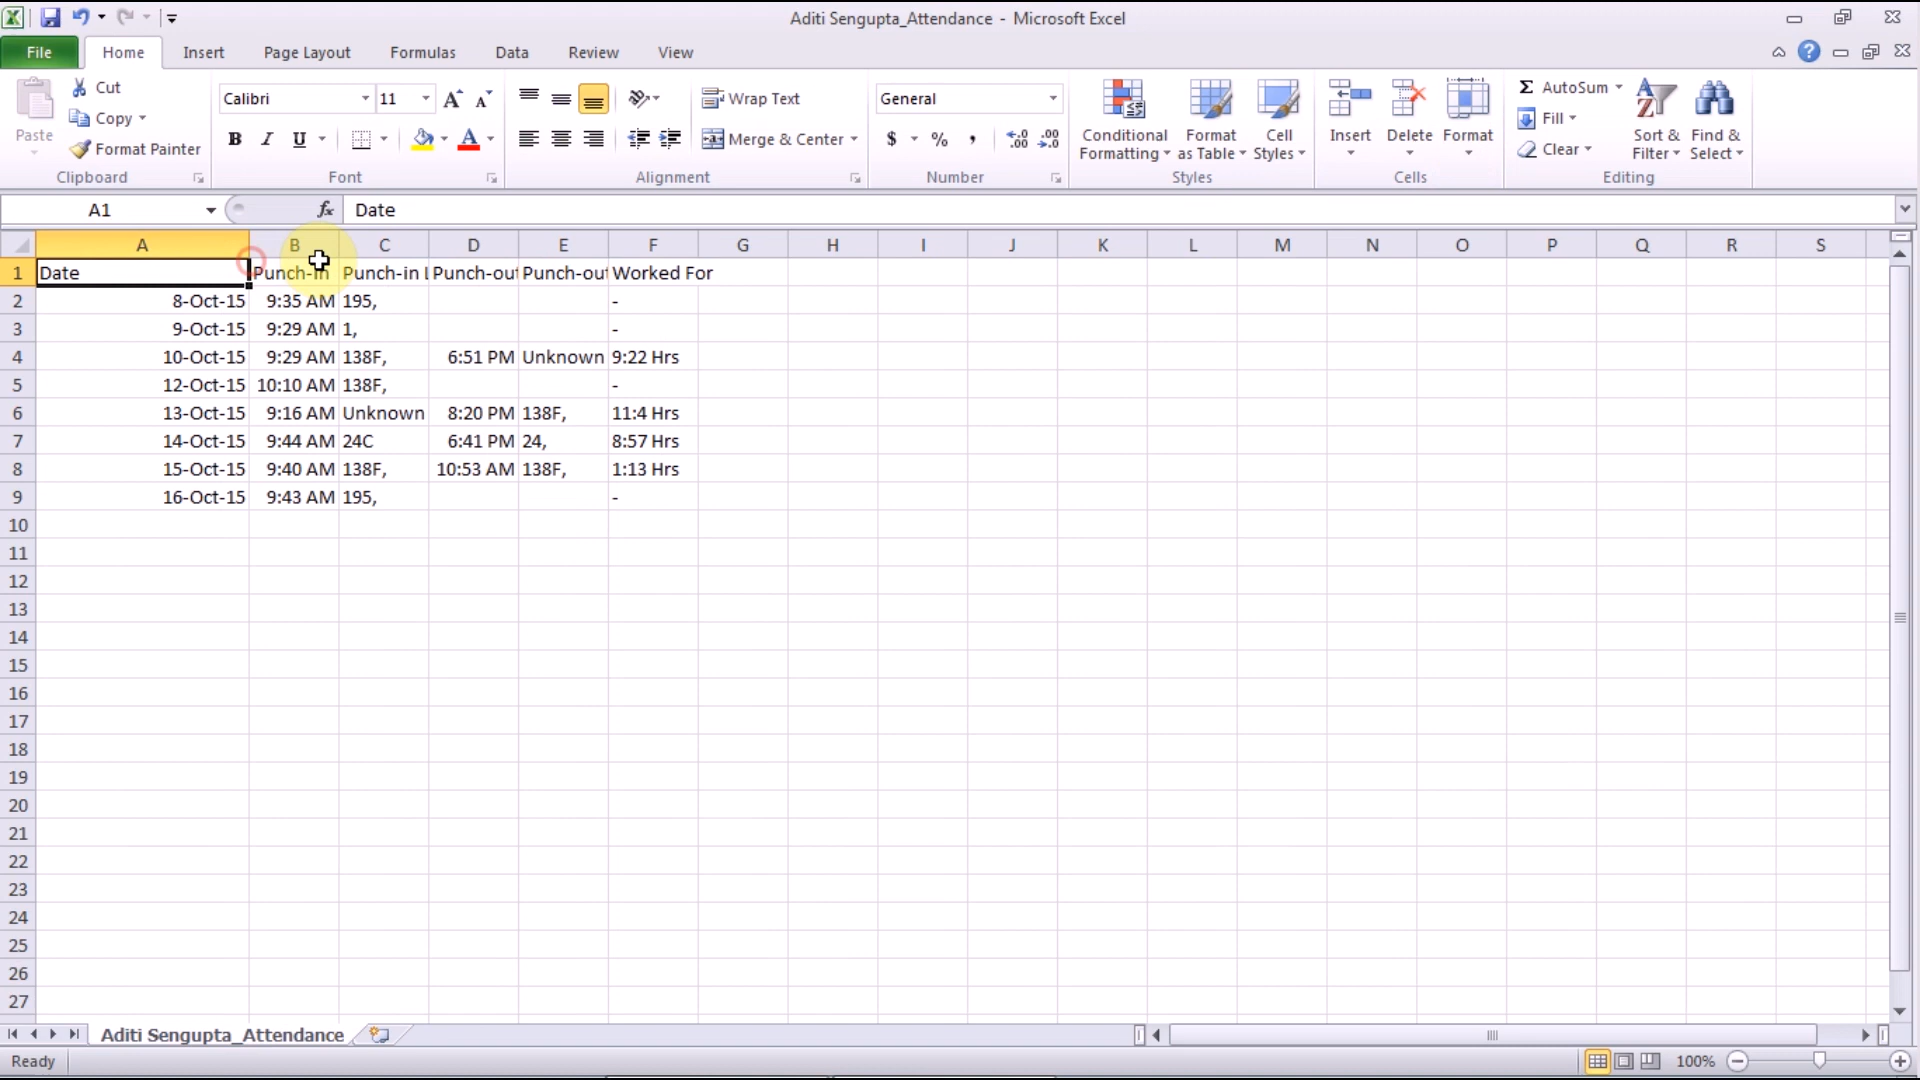 Aditi Sengupta_Attendance - Microsoft Excel
File Home Insert Page Layout Formulas Data Review View
Paste
Cut
Copy
Format Painter
Clipboard
Calibri 11
B I U
Font
Wrap Text
Merge & Center
Alignment
General
$ % ,
Number
Conditional Formatting
Format as Table
Cell Styles
Styles
Insert
Delete
Format
Cells
Σ AutoSum
Fill
Clear
Sort & Filter
Find & Select
Editing
A1 fx Date
A B C D E F G H I J K L M N O P Q R S
1 Date Punch-in Punch-in L Punch-out Punch-out Worked For
2 8-Oct-15 9:35 AM 195, -
3 9-Oct-15 9:29 AM 1, -
4 10-Oct-15 9:29 AM 138F, 6:51 PM Unknown 9:22 Hrs
5 12-Oct-15 10:10 AM 138F, -
6 13-Oct-15 9:16 AM Unknown 8:20 PM 138F, 11:4 Hrs
7 14-Oct-15 9:44 AM 24C 6:41 PM 24, 8:57 Hrs
8 15-Oct-15 9:40 AM 138F, 10:53 AM 138F, 1:13 Hrs
9 16-Oct-15 9:43 AM 195, -
10
11
12
13
14
15
16
17
18
19
20
21
22
23
24
25
26
27
Aditi Sengupta_Attendance
Ready 100%